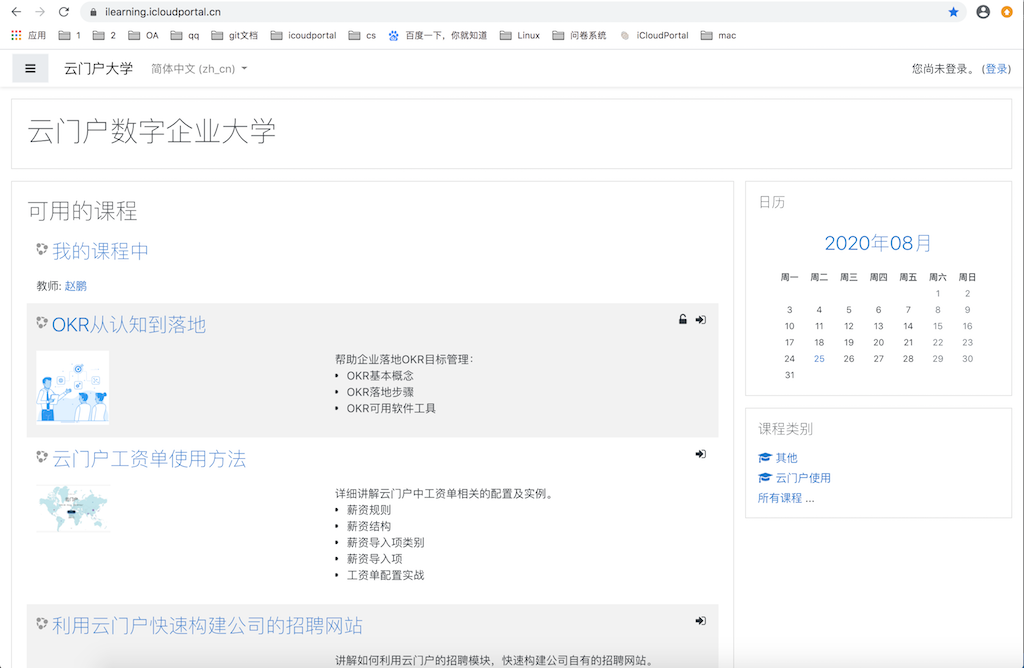 ilearning.icloudportal.cn
应用 1 2 OA qq git文档 icoudportal cs 百度一下，你就知道 Linux 问卷系统 iCloudPortal mac
云门户大学 简体中文 (zh_cn) 您尚未登录。 (登录)
云门户数字企业大学
可用的课程
我的课程中
教师: 赵鹏
OKR从认知到落地
帮助企业落地OKR目标管理：
• OKR基本概念
• OKR落地步骤
• OKR可用软件工具
云门户工资单使用方法
详细讲解云门户中工资单相关的配置及实例。
• 薪资规则
• 薪资结构
• 薪资导入项类别
• 薪资导入项
• 工资单配置实战
利用云门户快速构建公司的招聘网站
讲解如何利用云门户的招聘模块，快速构建公司自有的招聘网站。
日历
2020年08月
周一 周二 周三 周四 周五 周六 周日
1 2
3 4 5 6 7 8 9
10 11 12 13 14 15 16
17 18 19 20 21 22 23
24 25 26 27 28 29 30
31
课程类别
其他
云门户使用
所有课程 ...